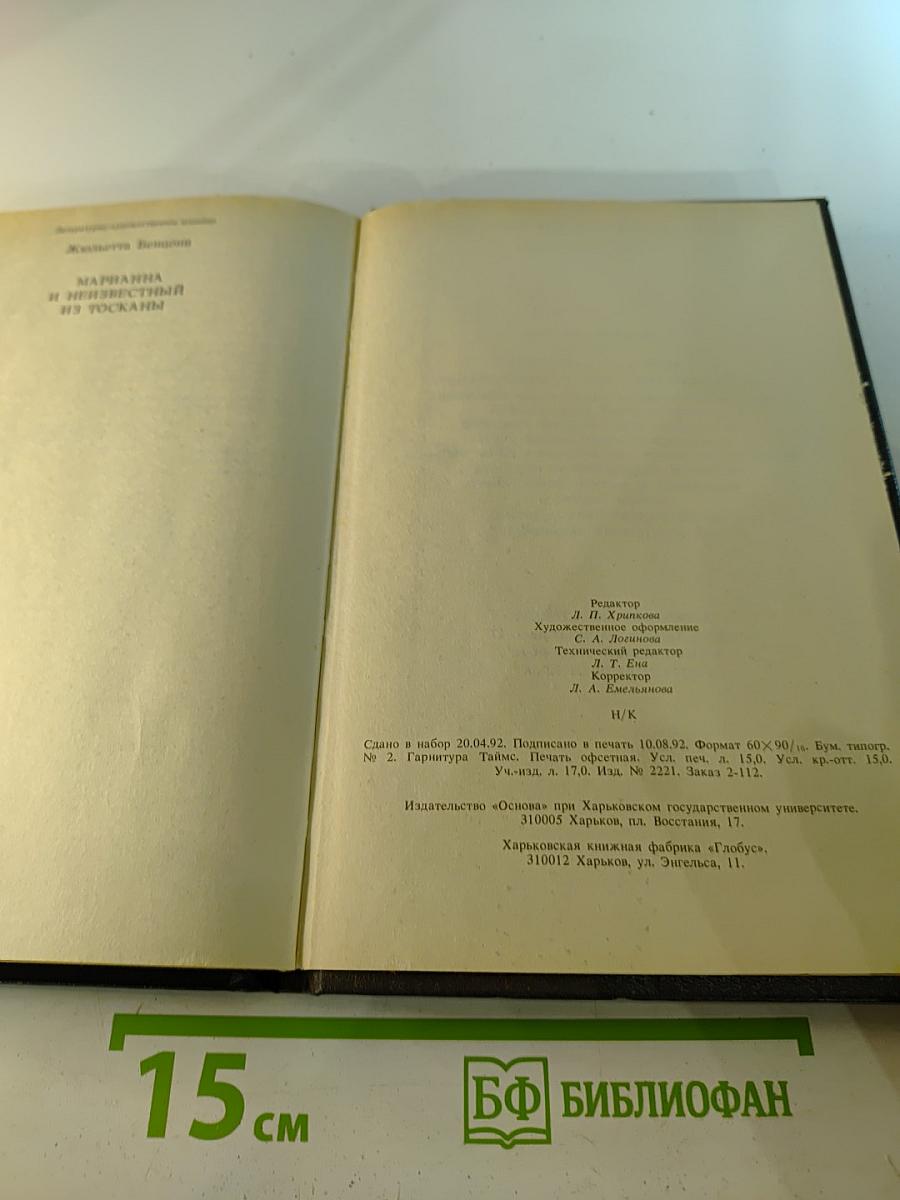 Литературно-художественное издание
Жюльетта Бенцони
МАРИАННА
И НЕИЗВЕСТНЫЙ
ИЗ ТОСКАНЫ
Редактор
Л. П. Хрипкова
Художественное оформление
С. А. Логинова
Технический редактор
Л. Т. Ена
Корректор
Л. А. Емельянова
Н/К
Сдано в набор 20.04.92. Подписано в печать 10.08.92. Формат 60×90/16. Бум. типогр.
№ 2. Гарнитура Таймс. Печать офсетная. Усл. печ. л. 15,0. Усл. кр.-отт. 15,0.
Уч.-изд. л. 17,0. Изд. № 2221. Заказ 2-112.
Издательство «Основа» при Харьковском государственном университете.
310005 Харьков, пл. Восстания, 17.
Харьковская книжная фабрика «Глобус».
310012 Харьков, ул. Энгельса, 11.
15 см
БФ БИБЛИОФАН